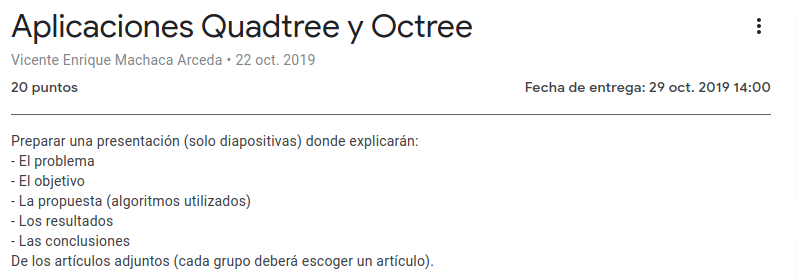 Aplicaciones Quadtree y Octree
Vicente Enrique Machaca Arceda • 22 oct. 2019
20 puntos
Fecha de entrega: 29 oct. 2019 14:00
Preparar una presentación (solo diapositivas) donde explicarán:
- El problema
- El objetivo
- La propuesta (algoritmos utilizados)
- Los resultados
- Las conclusiones
De los artículos adjuntos (cada grupo deberá escoger un artículo).